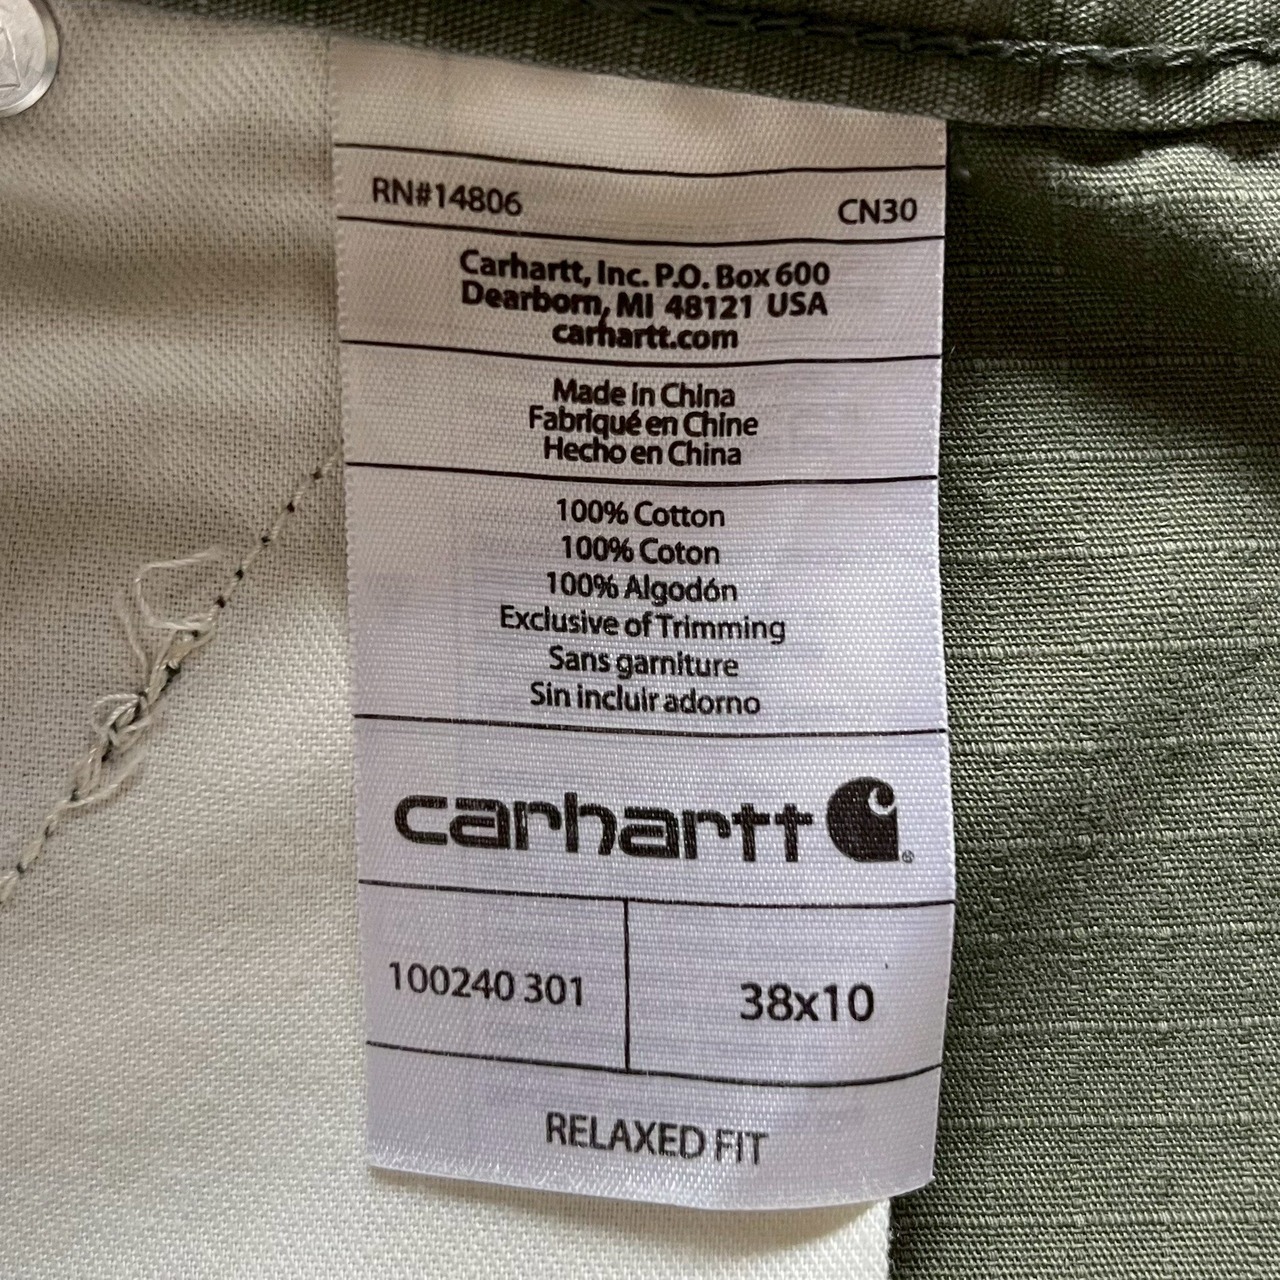 RN#14806 CN30
Carhartt, Inc. P.O. Box 600
Dearborn, MI 48121 USA
carhartt.com
Made in China
Fabriqué en Chine
Hecho en China
100% Cotton
100% Coton
100% Algodón
Exclusive of Trimming
Sans garniture
Sin incluir adorno
carhartt
100240 301 38x10
RELAXED FIT